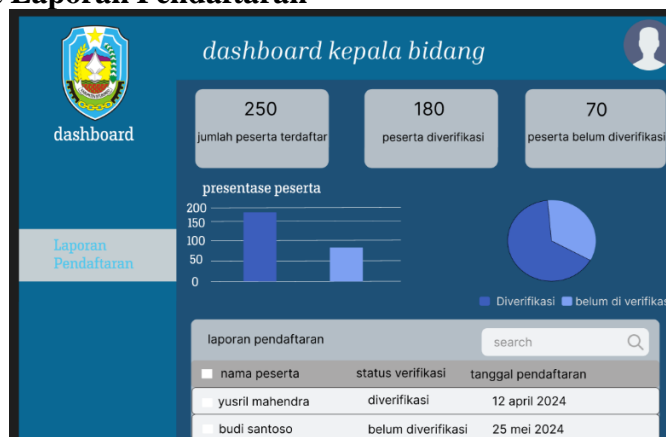 Laporan Pendaftaran
dashboard kepala bidang
dashboard
250
jumlah peserta terdaftar
180
peserta diverifikasi
70
peserta belum diverifikasi
Laporan
Pendaftaran
presentase peserta
200
150
100
50
0
Diverifikasi
belum di verifikas
laporan pendaftaran
search
nama peserta status verifikasi tanggal pendaftaran
yusril mahendra diverifikasi 12 april 2024
budi santoso belum diverifikasi 25 mei 2024